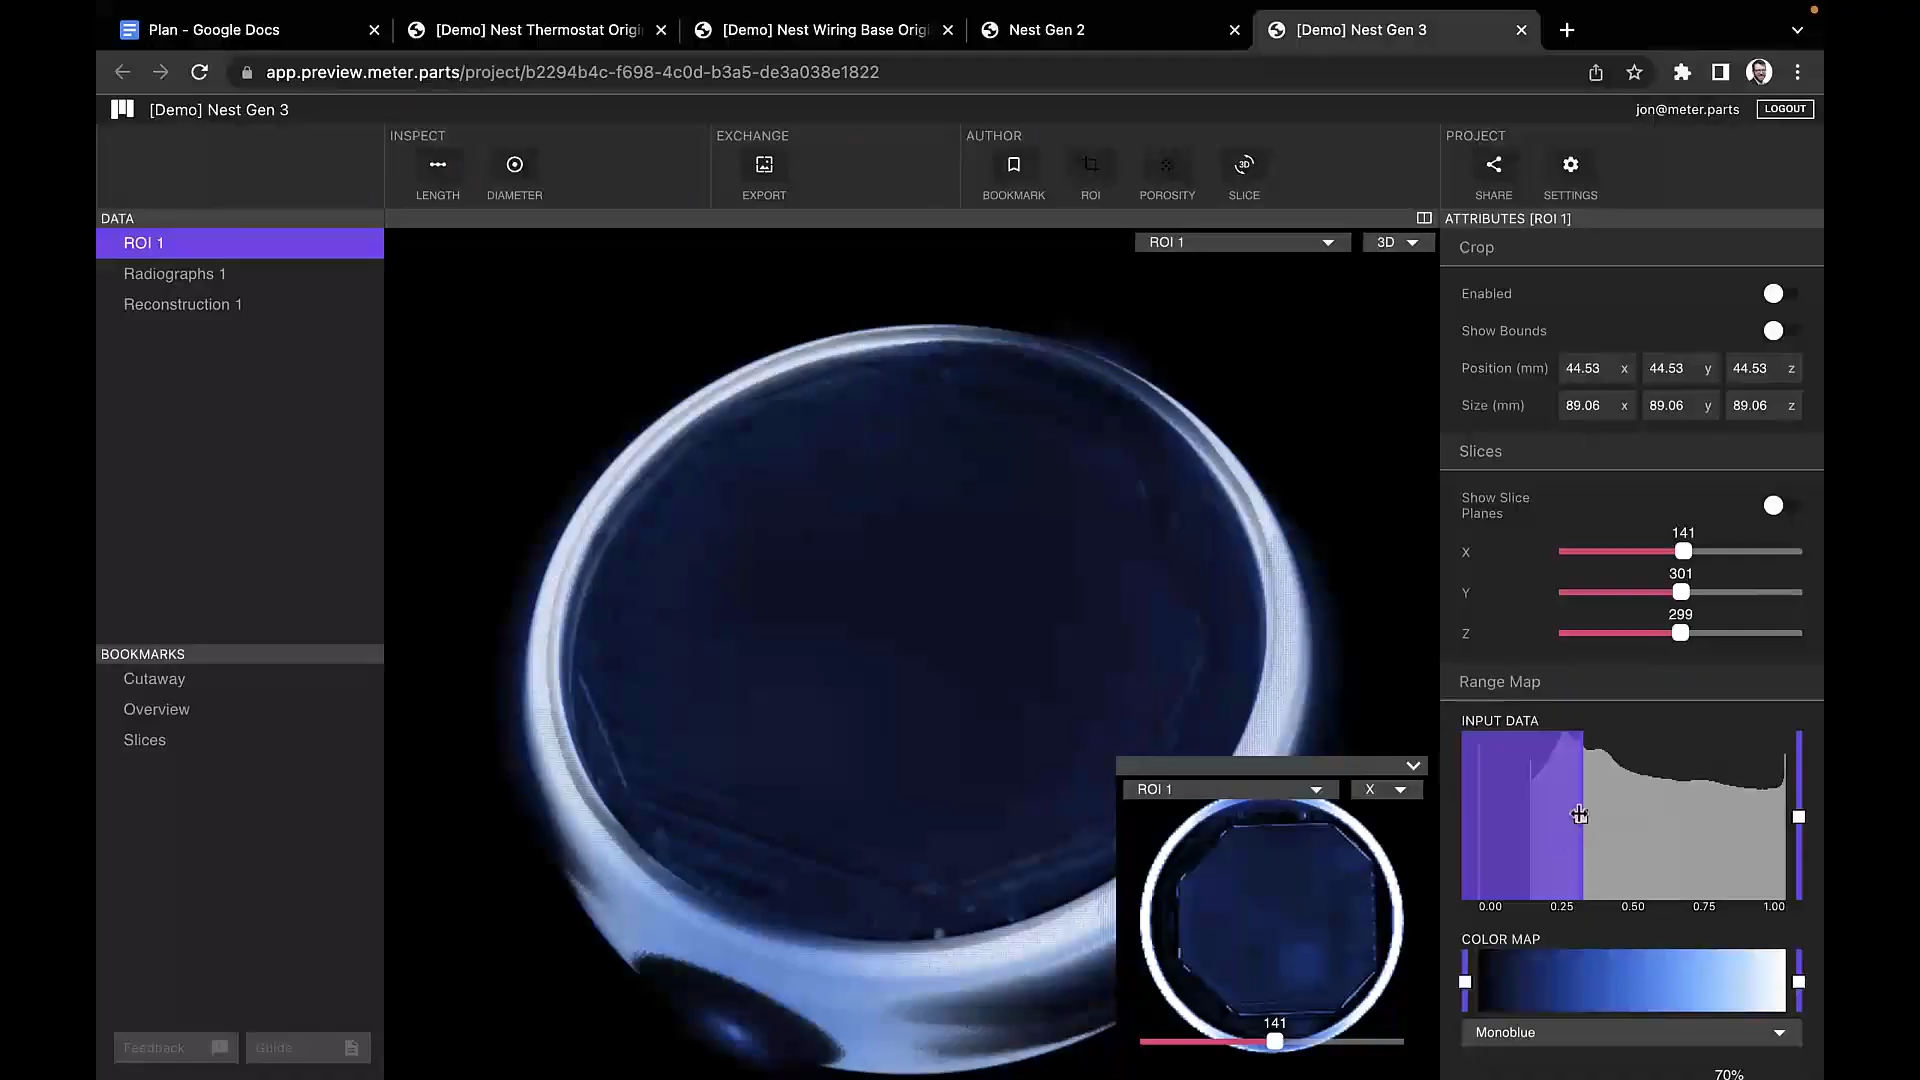 Plan - Google Docs
[Demo] Nest Thermostat Origi
[Demo] Nest Wiring Base Origi
Nest Gen 2
[Demo] Nest Gen 3
app.preview.meter.parts/project/b2294b4c-f698-4c0d-b3a5-de3a038e1822
[Demo] Nest Gen 3
jon@meter.parts
LOGOUT
INSPECT
EXCHANGE
AUTHOR
PROJECT
3D
LENGTH
DIAMETER
EXPORT
BOOKMARK
ROI
POROSITY
SLICE
SHARE
SETTINGS
DATA
ATTRIBUTES [ROI 1]
ROI 1
Radiographs 1
Reconstruction 1
ROI 1
3D
Crop
Enabled
Show Bounds
Position (mm) 44.53 x 44.53 y 44.53 z
Size (mm) 89.06 x 89.06 y 89.06 z
Slices
Show Slice
Planes
141
X
301
Y
299
Z
BOOKMARKS
Cutaway
Overview
Slices
Range Map
INPUT DATA
0.00 0.25 0.50 0.75 1.00
COLOR MAP
Monoblue
70%
ROI 1
X
141
Feedback
Guide